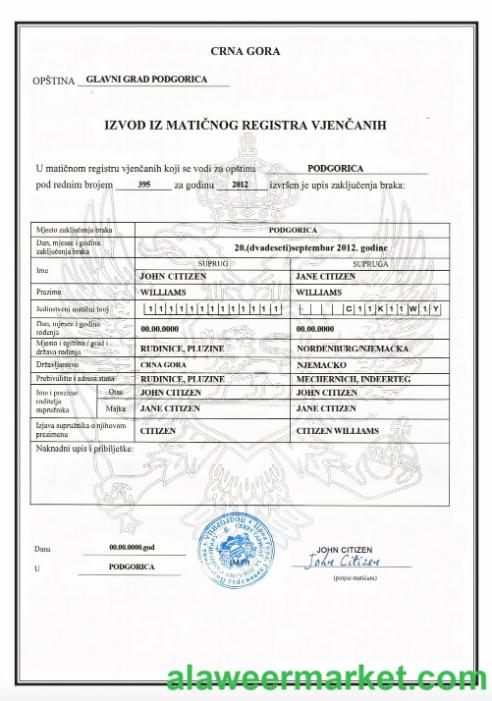 CRNA GORA
OPŠTINA GLAVNI GRAD PODGORICA
IZVOD IZ MATIČNOG REGISTRA VJENČANIH
U matičnom registru vjenčanih koji se vodi za opštinu PODGORICA
pod rednim brojem 395 za godinu 2012 izvršen je upis zaključenja braka:
Mjesto zaključenja braka PODGORICA
Dan, mjesec i godina
zaključenja braka 20.(dvadeseti)septembar 2012. godine
SUPRUG SUPRUGA
Ime JOHN CITIZEN JANE CITIZEN
Prezime WILLIAMS WILLIAMS
Jedinstveni matični broj 1 1 1 1 1 1 1 1 1 1 1 1 1 - - C 1 1 K 1 1 W 1 Y
Dan, mjesec i godina
rođenja 00.00.0000 00.00.0000
Mjesto i opština / grad i
država rođenja RUDINICE, PLUZINE NORDENBURG/NJEMACKA
Državljanstvo CRNA GORA NJEMACKO
Prebivalište i adresa stana RUDINICE, PLUZINE MECHERNICH, INDEERTEG
Ime i prezime
roditelja
supružnika
Otac JOHN CITIZEN JOHN CITIZEN
Majka JANE CITIZEN JANE CITIZEN
Izjava supružnika o njihovom
prezimenu CITIZEN CITIZEN WILLIAMS
Naknadni upis i pribilješke:
Dana 00.00.0000.god
U PODGORICA
(M.P.)
JOHN CITIZEN
John Citizen
(potpis matičara)
alaweermarket.com